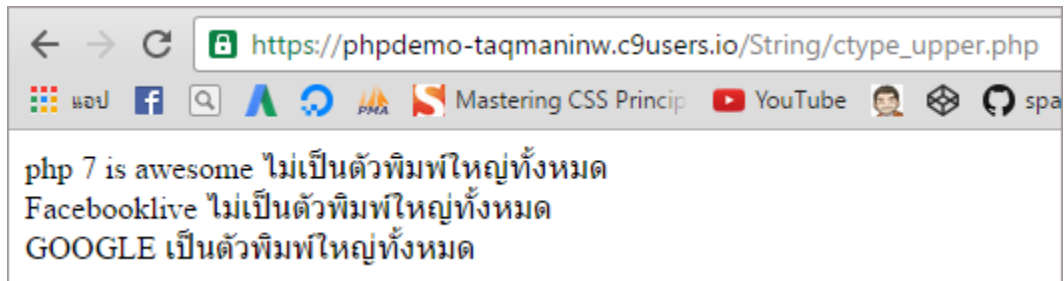 https://phpdemo-taqmaninw.c9users.io/String/ctype_upper.php
แอป PMA Mastering CSS Princip YouTube spa
php 7 is awesome ไม่เป็นตัวพิมพ์ใหญ่ทั้งหมด
Facebooklive ไม่เป็นตัวพิมพ์ใหญ่ทั้งหมด
GOOGLE เป็นตัวพิมพ์ใหญ่ทั้งหมด